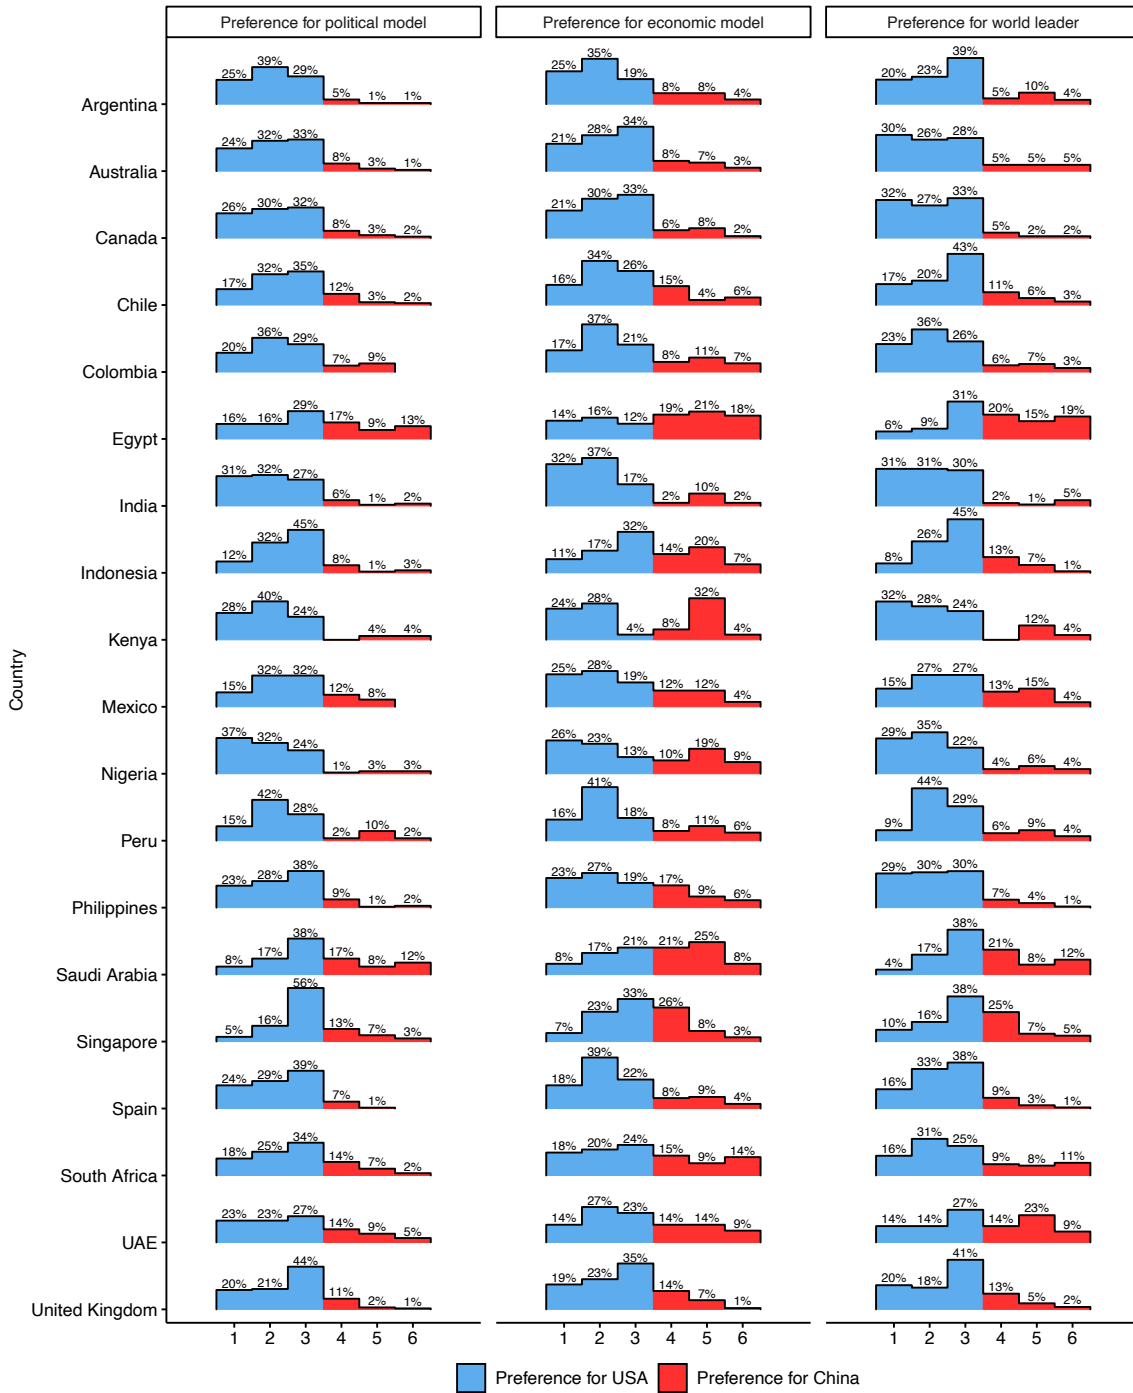 Preference for political model Preference for economic model Preference for world leader
Country
Argentina 25% 39% 29% 5% 1% 1% 25% 35% 19% 8% 8% 4% 20% 23% 39% 5% 10% 4%
Australia 24% 32% 33% 8% 3% 1% 21% 28% 34% 8% 7% 3% 30% 26% 28% 5% 5% 5%
Canada 26% 30% 32% 8% 3% 2% 21% 30% 33% 6% 8% 2% 32% 27% 33% 5% 2% 2%
Chile 17% 32% 35% 12% 3% 2% 16% 34% 26% 15% 4% 6% 17% 20% 43% 11% 6% 3%
Colombia 20% 36% 29% 7% 9% 17% 37% 21% 8% 11% 7% 23% 36% 26% 6% 7% 3%
Egypt 16% 16% 29% 17% 9% 13% 14% 16% 12% 19% 21% 18% 6% 9% 31% 20% 15% 19%
India 31% 32% 27% 6% 1% 2% 32% 37% 17% 2% 10% 2% 31% 31% 30% 2% 1% 5%
Indonesia 12% 32% 45% 8% 1% 3% 11% 17% 32% 14% 20% 7% 8% 26% 45% 13% 7% 1%
Kenya 28% 40% 24% 4% 4% 24% 28% 4% 8% 32% 4% 32% 28% 24% 12% 4%
Mexico 15% 32% 32% 12% 8% 25% 28% 19% 12% 12% 4% 15% 27% 27% 13% 15% 4%
Nigeria 37% 32% 24% 1% 3% 3% 26% 23% 13% 10% 19% 9% 29% 35% 22% 4% 6% 4%
Peru 15% 42% 28% 2% 10% 2% 16% 41% 18% 8% 11% 6% 9% 44% 29% 6% 9% 4%
Philippines 23% 28% 38% 9% 1% 2% 23% 27% 19% 17% 9% 6% 29% 30% 30% 7% 4% 1%
Saudi Arabia 8% 17% 38% 17% 8% 12% 8% 17% 21% 21% 25% 8% 4% 17% 38% 21% 8% 12%
Singapore 5% 16% 56% 13% 7% 3% 7% 23% 33% 26% 8% 3% 10% 16% 38% 25% 7% 5%
Spain 24% 29% 39% 7% 1% 18% 39% 22% 8% 9% 4% 16% 33% 38% 9% 3% 1%
South Africa 18% 25% 34% 14% 7% 2% 18% 20% 24% 15% 9% 14% 16% 31% 25% 9% 8% 11%
UAE 23% 23% 27% 14% 9% 5% 14% 27% 23% 14% 14% 9% 14% 14% 27% 14% 23% 9%
United Kingdom 20% 21% 44% 11% 2% 1% 19% 23% 35% 14% 7% 1% 20% 18% 41% 13% 5% 2%
1 2 3 4 5 6 1 2 3 4 5 6 1 2 3 4 5 6
Preference for USA Preference for China